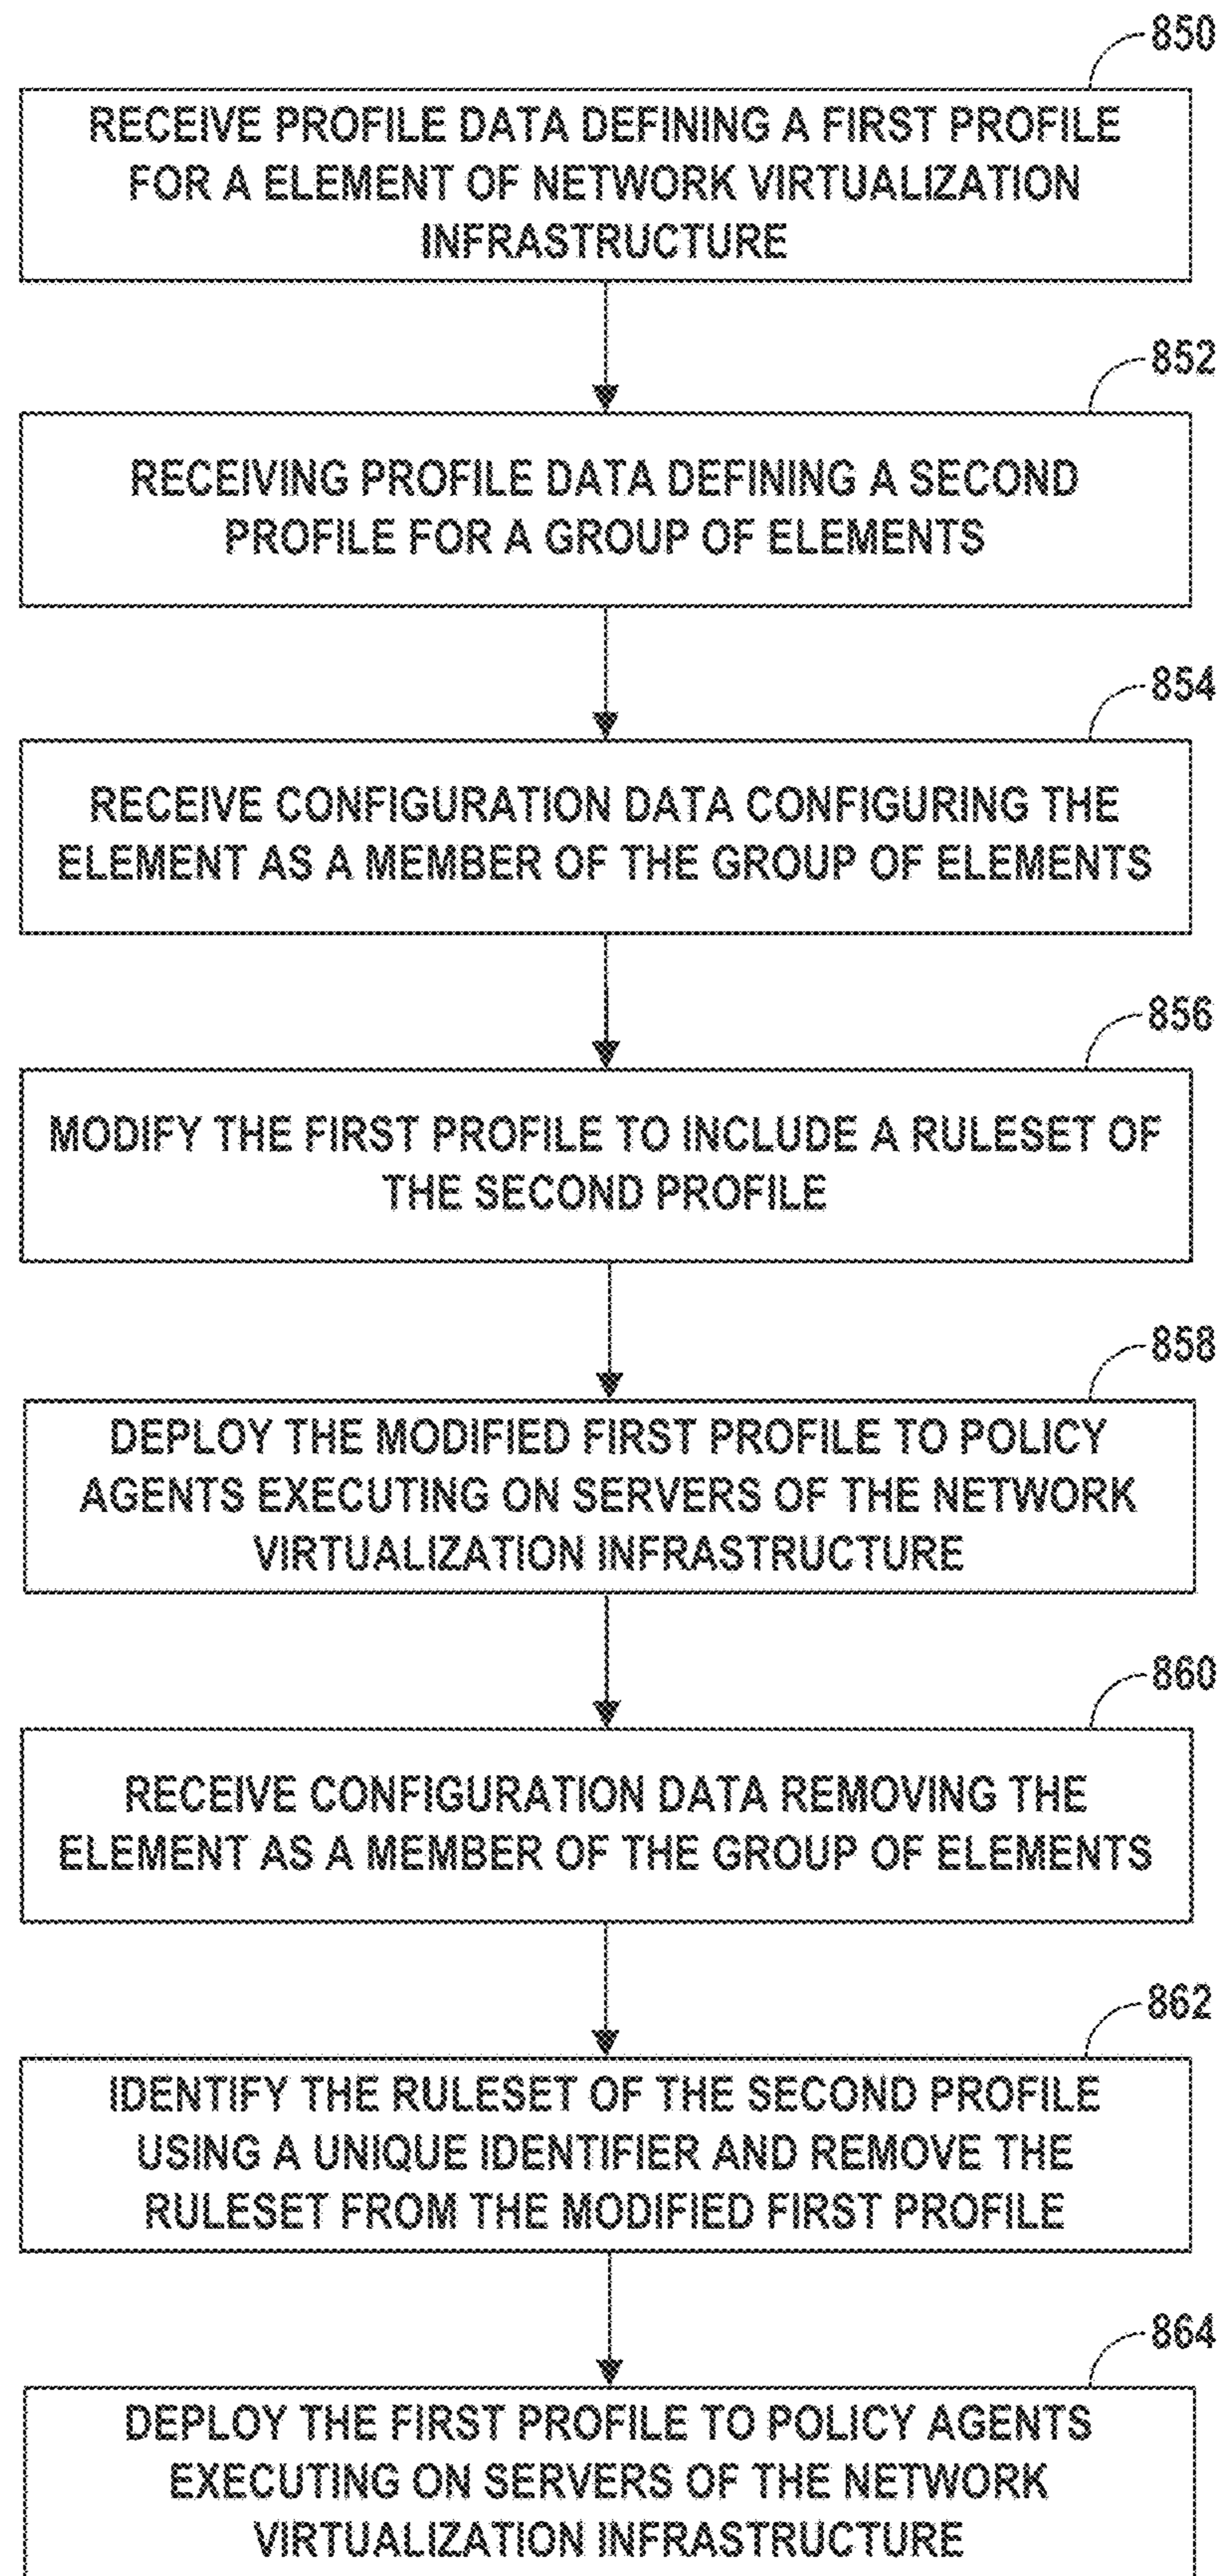 850
RECEIVE PROFILE DATA DEFINING A FIRST PROFILE
FOR A ELEMENT OF NETWORK VIRTUALIZATION
INFRASTRUCTURE
852
RECEIVING PROFILE DATA DEFINING A SECOND
PROFILE FOR A GROUP OF ELEMENTS
854
RECEIVE CONFIGURATION DATA CONFIGURING THE
ELEMENT AS A MEMBER OF THE GROUP OF ELEMENTS
856
MODIFY THE FIRST PROFILE TO INCLUDE A RULESET OF
THE SECOND PROFILE
858
DEPLOY THE MODIFIED FIRST PROFILE TO POLICY
AGENTS EXECUTING ON SERVERS OF THE NETWORK
VIRTUALIZATION INFRASTRUCTURE
860
RECEIVE CONFIGURATION DATA REMOVING THE
ELEMENT AS A MEMBER OF THE GROUP OF ELEMENTS
862
IDENTIFY THE RULESET OF THE SECOND PROFILE
USING A UNIQUE IDENTIFIER AND REMOVE THE
RULESET FROM THE MODIFIED FIRST PROFILE
864
DEPLOY THE FIRST PROFILE TO POLICY AGENTS
EXECUTING ON SERVERS OF THE NETWORK
VIRTUALIZATION INFRASTRUCTURE